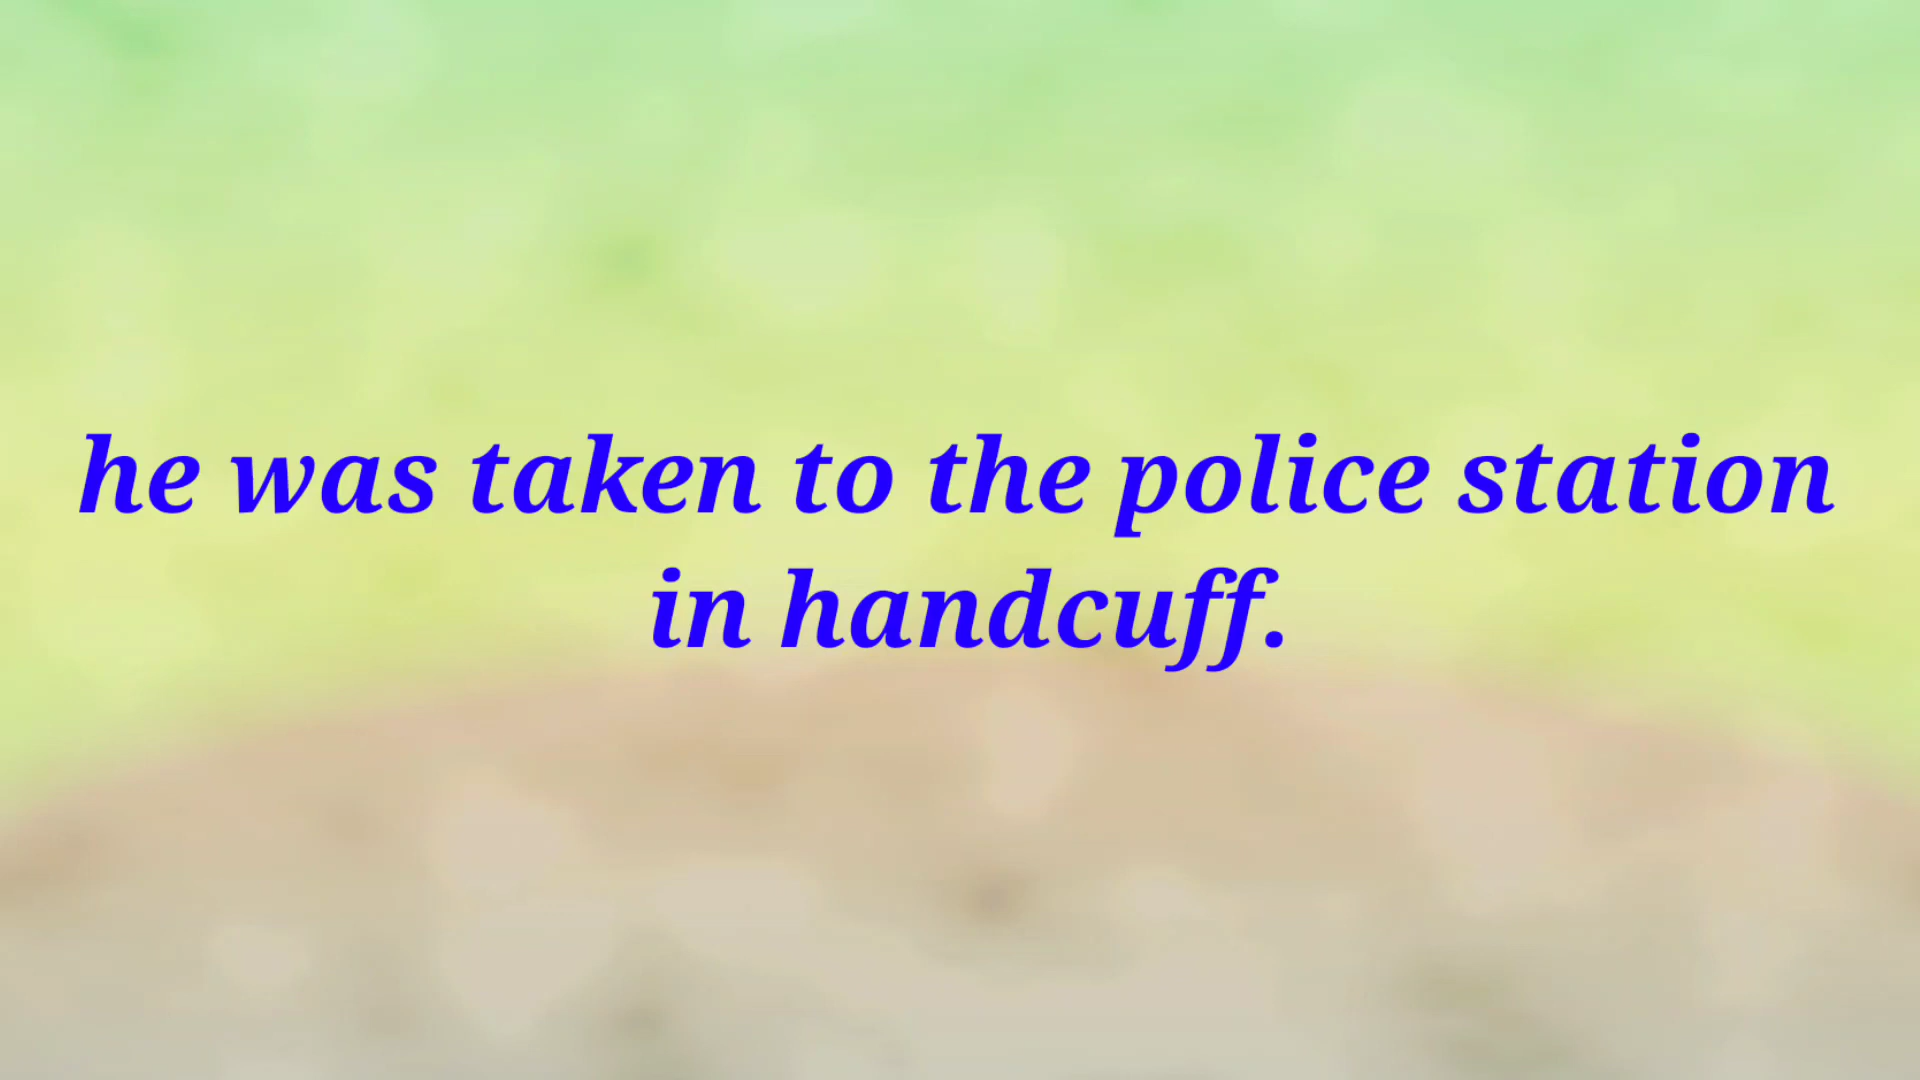 he was taken to the police station
in handcuff.